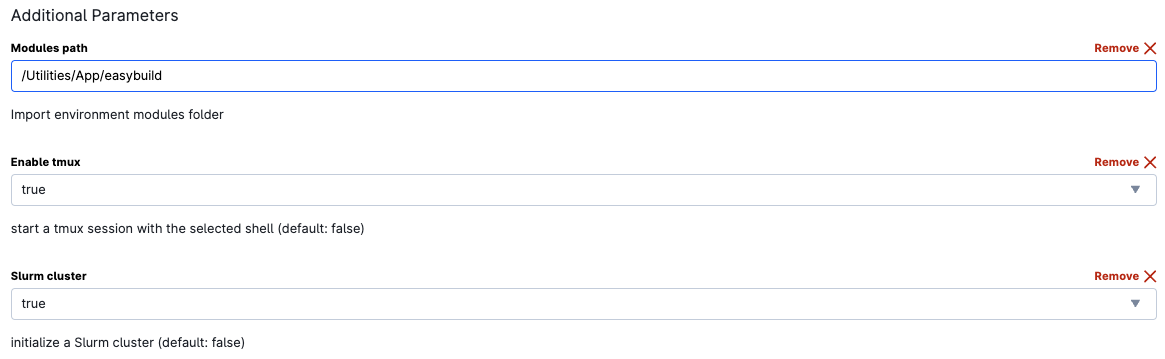 Additional Parameters
Modules path Remove
/Utilities/App/easybuild
Import environment modules folder
Enable tmux Remove
true
start a tmux session with the selected shell (default: false)
Slurm cluster Remove
true
initialize a Slurm cluster (default: false)